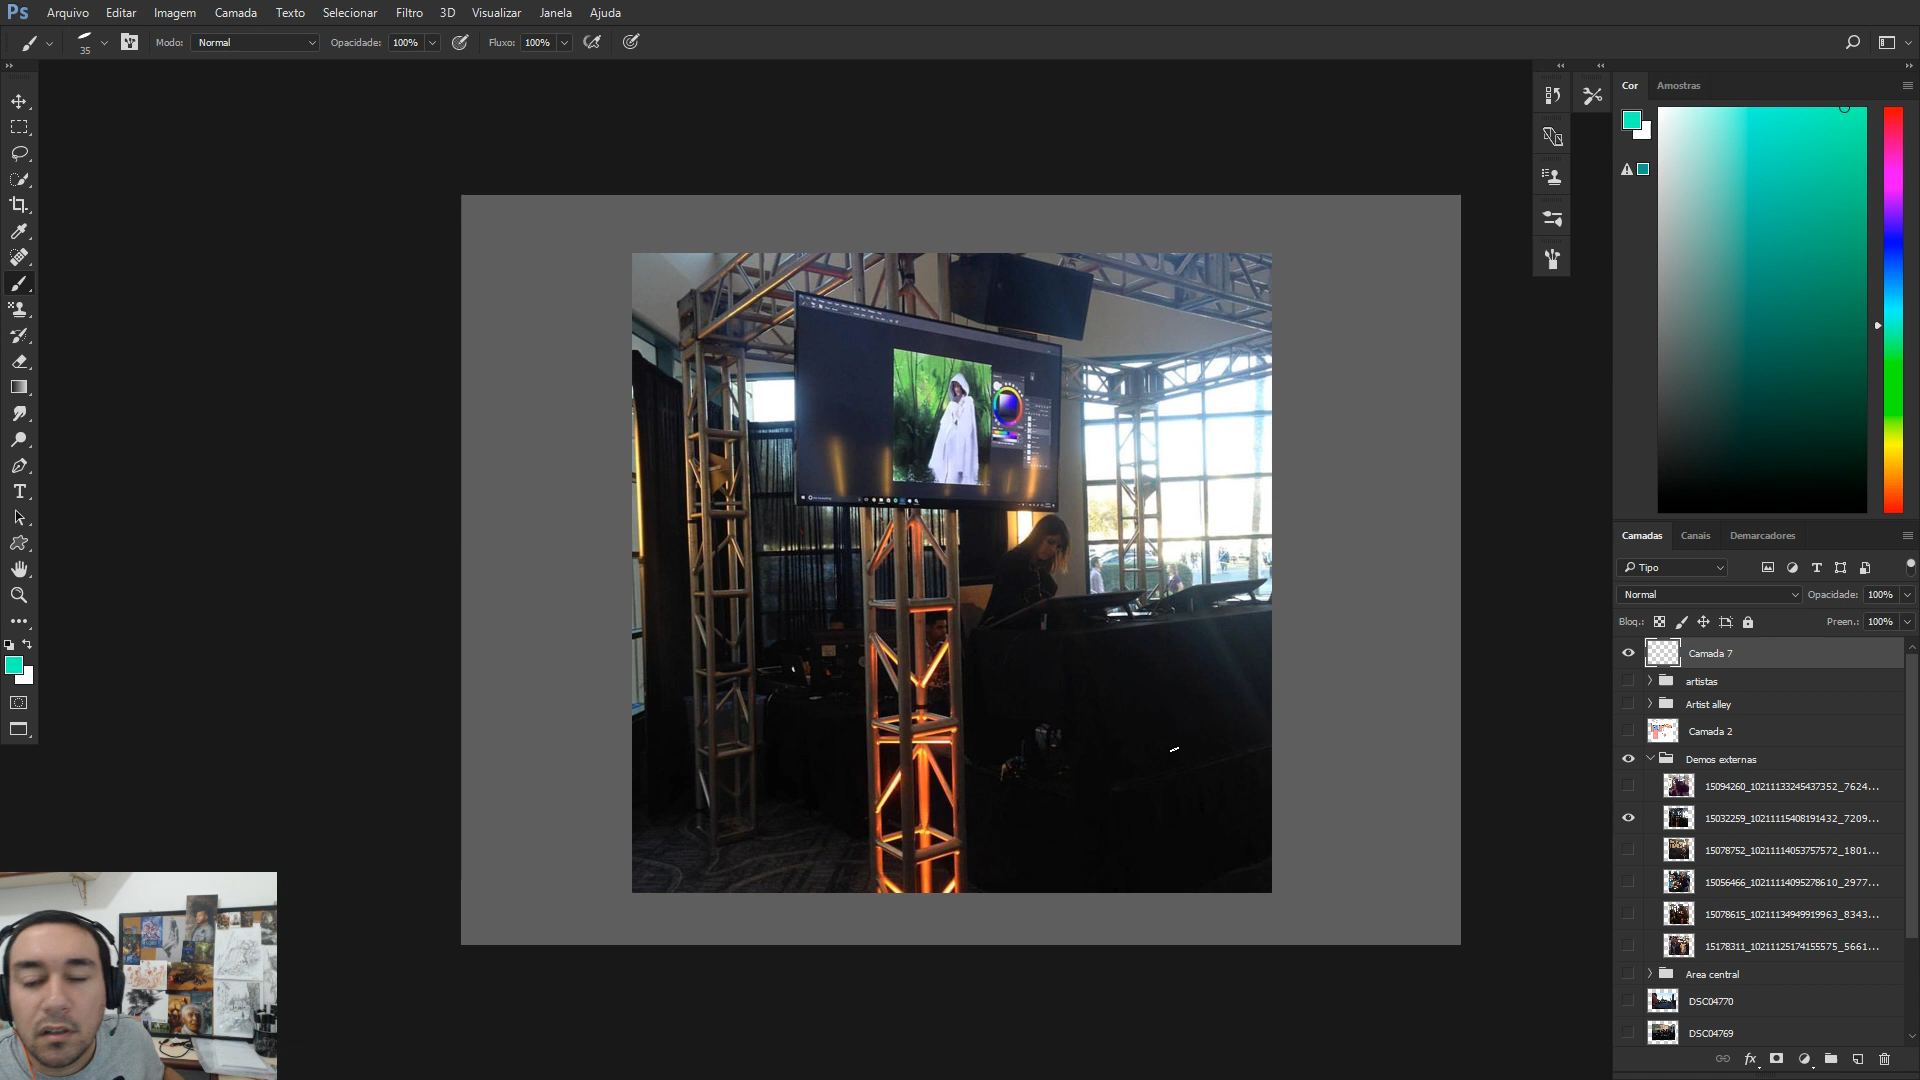 Ps Arquivo Editar Imagem Camada Texto Selecionar Filtro 3D Visualizar Janela Ajuda
35 Modo: Normal Opacidade: 100% Fluxo: 100%
Cor Amostras
Camadas Canais Demarcadores
Tipo
Normal Opacidade: 100%
Bloq.: Preen.: 100%
Camada 7
artistas
Artist alley
Camada 2
Demos externas
15094260_10211133245437352_7624...
15032259_10211115408191432_7209...
15078752_10211114053757572_1801...
15056466_10211114095278610_2977...
15078615_10211134949919963_8343...
15178311_10211125174155575_5661...
Area central
DSC04770
DSC04769
fx